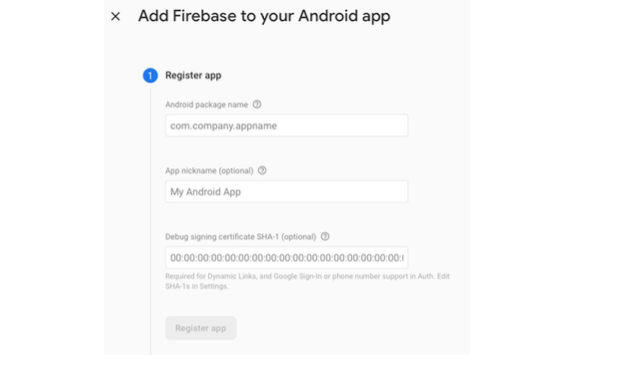 Add Firebase to your Android app
1 Register app
Android package name
com.company.appname
App nickname (optional)
My Android App
Debug signing certificate SHA-1 (optional)
00:00:00:00:00:00:00:00:00:00:00:00:00:00:00:00:00:
Required for Dynamic Links, and Google Sign-In or phone number support in Auth. Edit
SHA-1s in Settings.
Register app